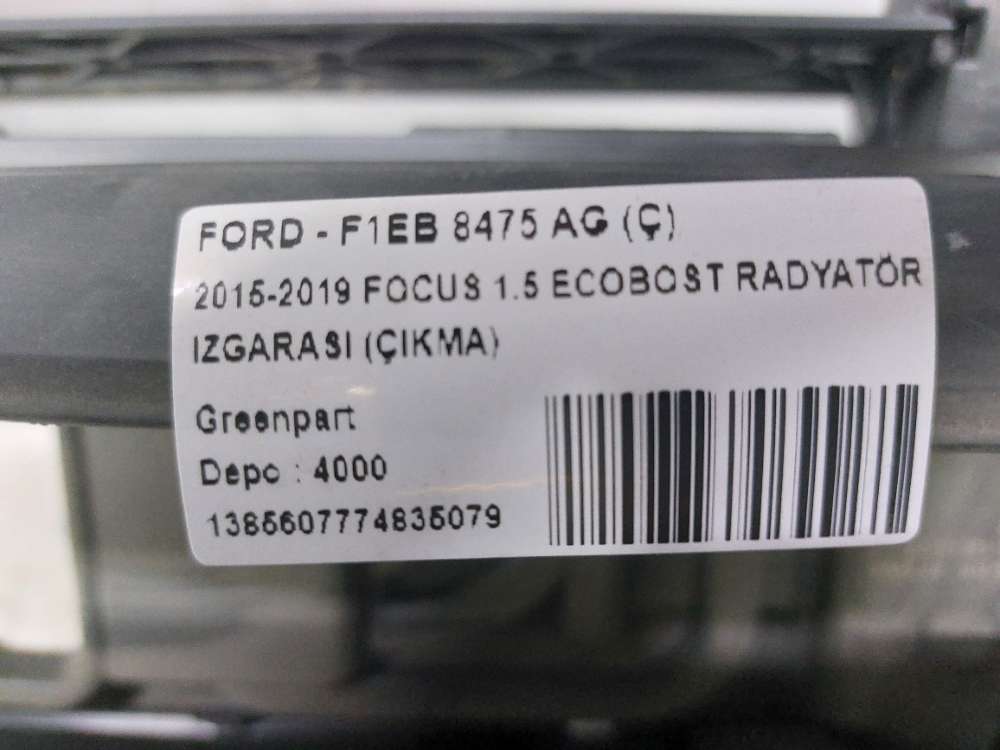 FORD - F1EB 8475 AG (Ç)
2015-2019 FOCUS 1.5 ECOBOST RADYATÖR
IZGARASI (ÇIKMA)
Greenpart
Depo : 4000
1385607774835079